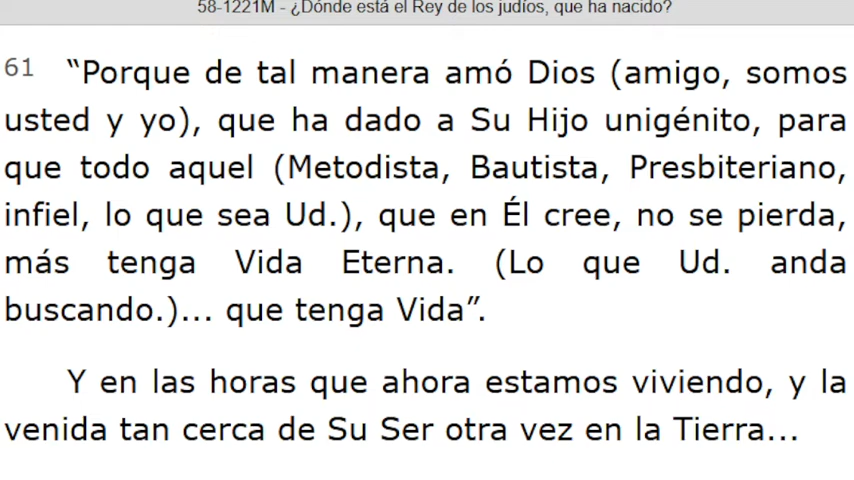 58-1221M - ¿Dónde está el Rey de los judíos, que ha nacido?
61 “Porque de tal manera amó Dios (amigo, somos
usted y yo), que ha dado a Su Hijo unigénito, para
que todo aquel (Metodista, Bautista, Presbiteriano,
infiel, lo que sea Ud.), que en Él cree, no se pierda,
más tenga Vida Eterna. (Lo que Ud. anda
buscando.)... que tenga Vida”.
Y en las horas que ahora estamos viviendo, y la
venida tan cerca de Su Ser otra vez en la Tierra...